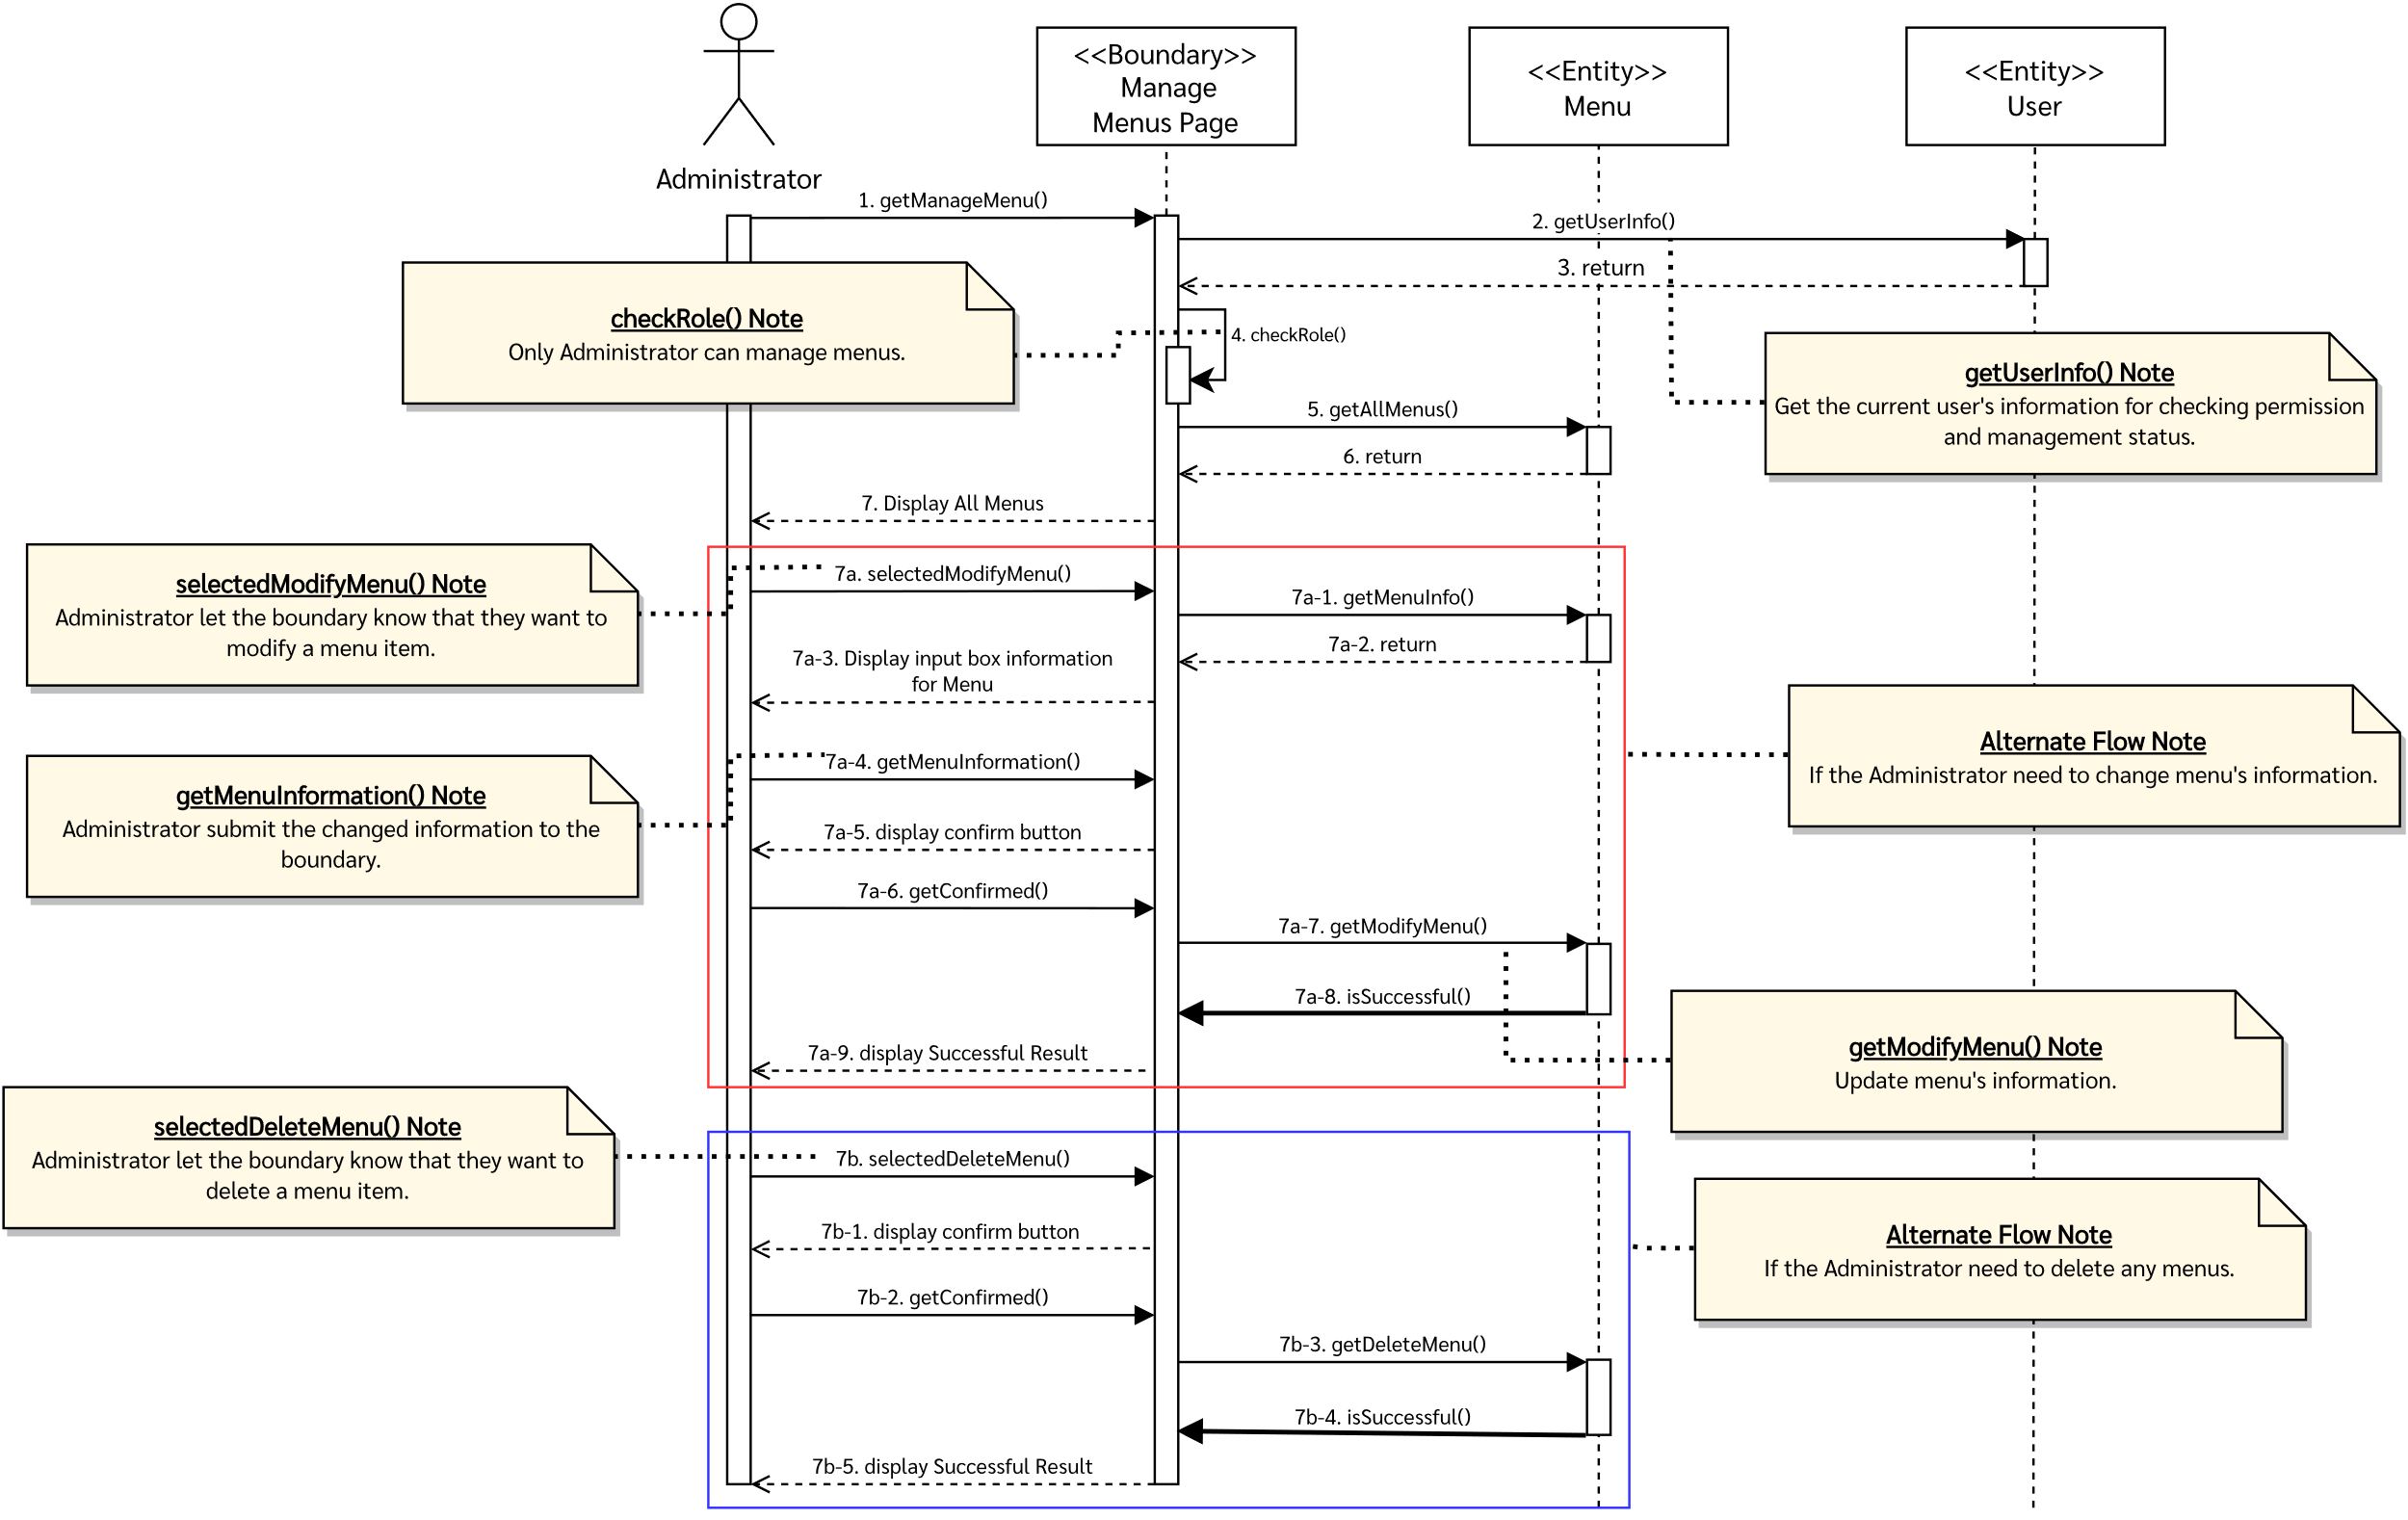 <<Boundary>>
Manage
Menus Page
<<Entity>>
Menu
<<Entity>>
User
Administrator
1. getManageMenu()
2. getUserInfo()
3. return
checkRole() Note
Only Administrator can manage menus.
4. checkRole()
getUserInfo() Note
Get the current user's information for checking permission
and management status.
5. getAllMenus()
6. return
7. Display All Menus
selectedModifyMenu() Note
Administrator let the boundary know that they want to
modify a menu item.
7a. selectedModifyMenu()
7a-1. getMenuInfo()
7a-2. return
7a-3. Display input box information
for Menu
Alternate Flow Note
If the Administrator need to change menu's information.
getMenuInformation() Note
Administrator submit the changed information to the
boundary.
7a-4. getMenuInformation()
7a-5. display confirm button
7a-6. getConfirmed()
7a-7. getModifyMenu()
7a-8. isSuccessful()
getModifyMenu() Note
Update menu's information.
7a-9. display Successful Result
selectedDeleteMenu() Note
Administrator let the boundary know that they want to
delete a menu item.
7b. selectedDeleteMenu()
Alternate Flow Note
If the Administrator need to delete any menus.
7b-1. display confirm button
7b-2. getConfirmed()
7b-3. getDeleteMenu()
7b-4. isSuccessful()
7b-5. display Successful Result